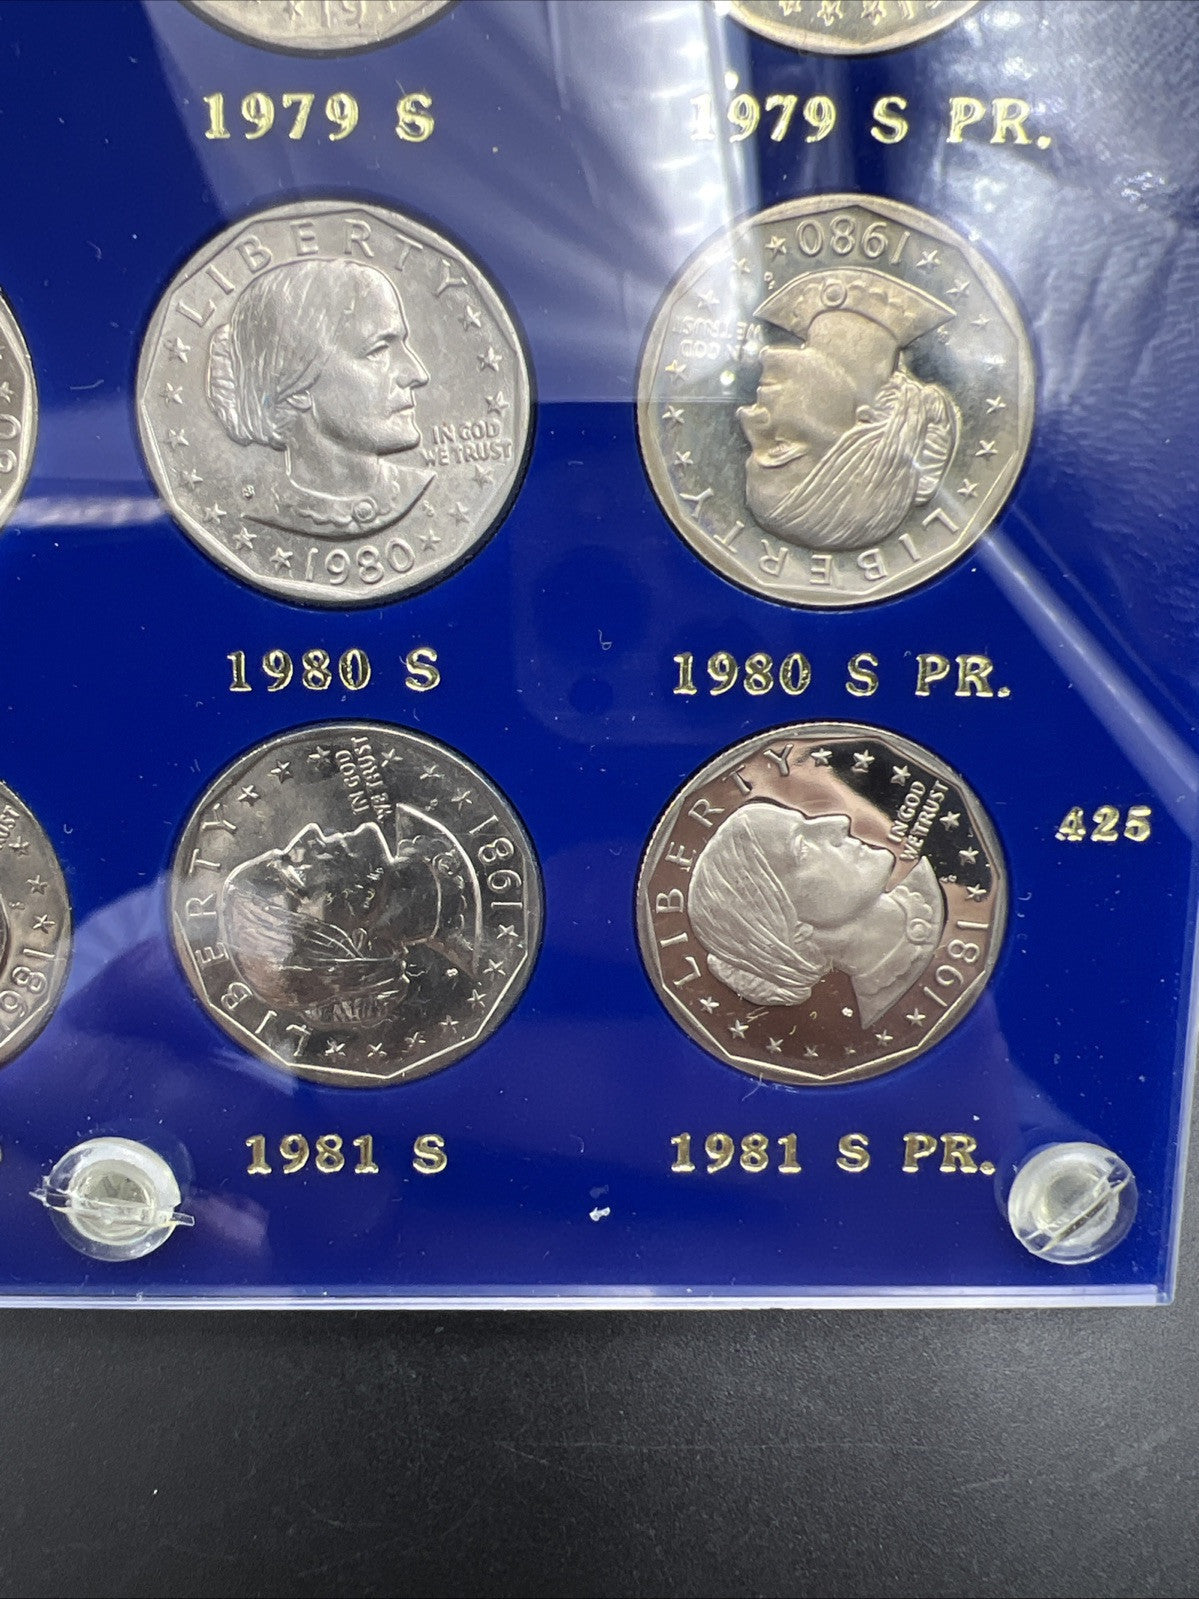 1979 S
1979 S PR.
LIBERTY
IN GOD
WE TRUST
1980
1980
IN GOD
WE TRUST
LIBERTY
1980 S
1980 S PR.
LIBERTY
IN GOD
WE TRUST
1981
LIBERTY
IN GOD
WE TRUST
1981
425
1981
1981 S
1981 S PR.